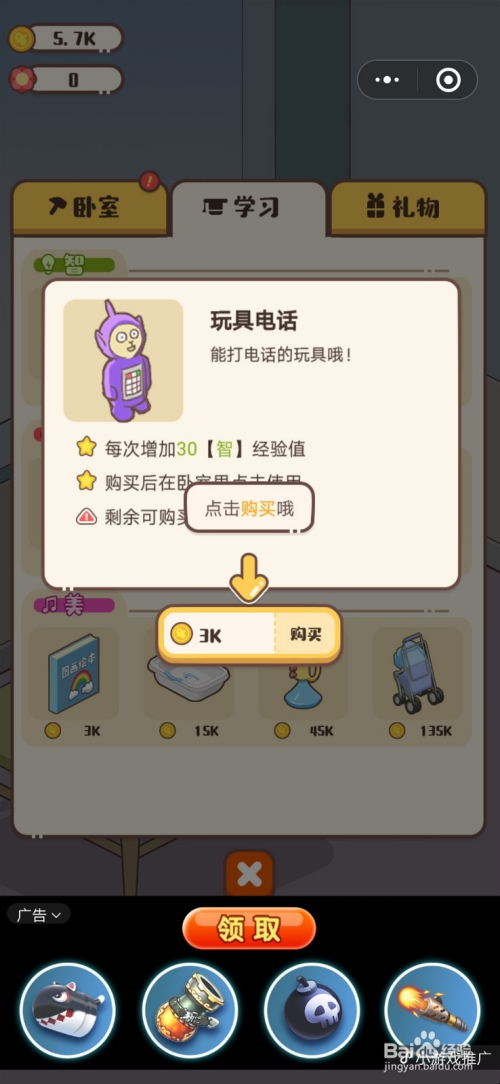 5.7K
0
卧室
学习
礼物
智
玩具电话
能打电话的玩具哦！
每次增加30【智】经验值
购买后在卧室里点击使用
剩余可购买
点击购买哦
美
3K 购买
图画绘本
3K
15K
45K
135K
广告
领取
Bai 经验
小游戏推广
jingyan.baidu.com